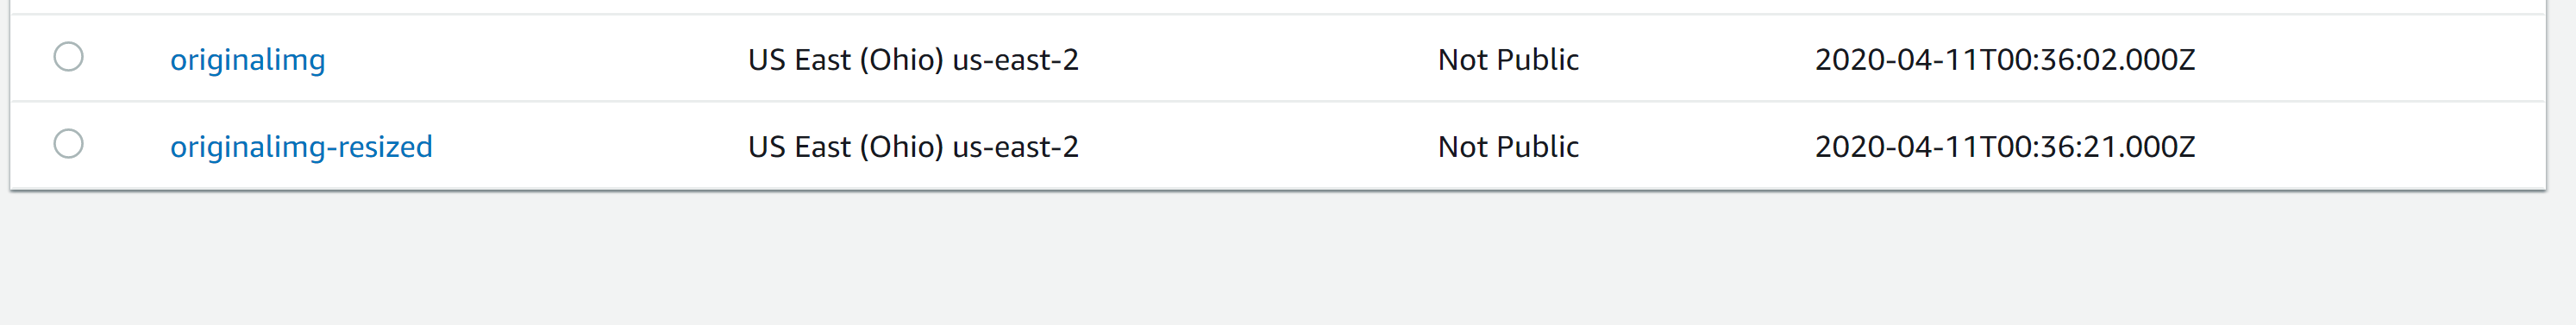 originalimg US East (Ohio) us-east-2 Not Public 2020-04-11T00:36:02.000Z
originalimg-resized US East (Ohio) us-east-2 Not Public 2020-04-11T00:36:21.000Z